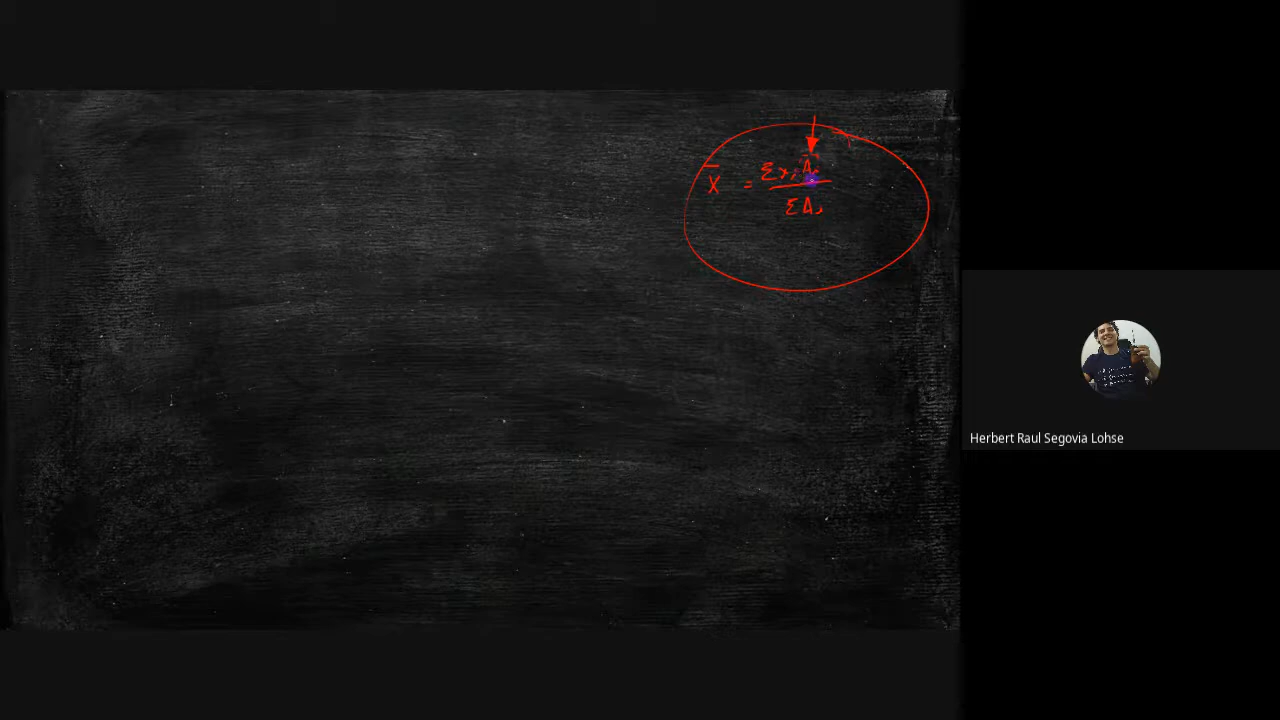 X̄ = Σxᵢ Aᵢ / ΣAᵢ
Herbert Raul Segovia Lohse